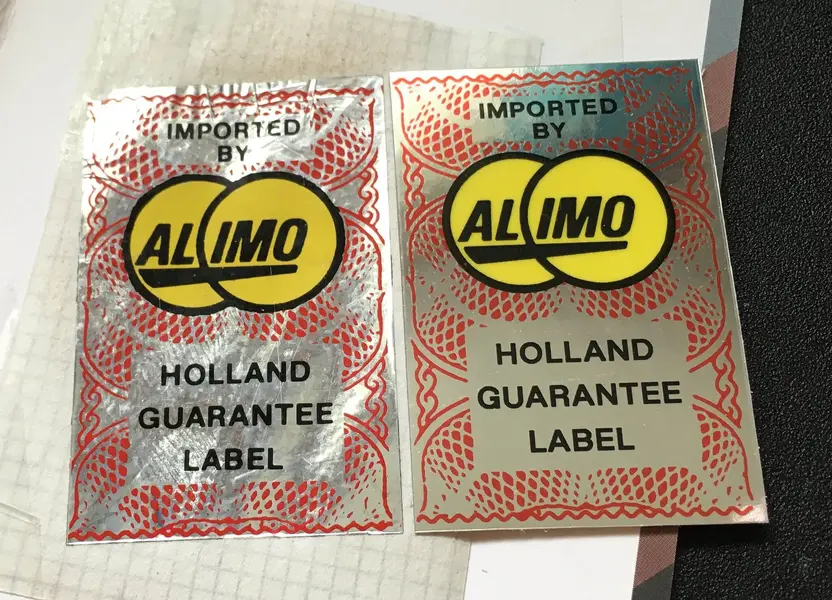 IMPORTED
BY
ALIMO
HOLLAND
GUARANTEE
LABEL
IMPORTED
BY
ALIMO
HOLLAND
GUARANTEE
LABEL